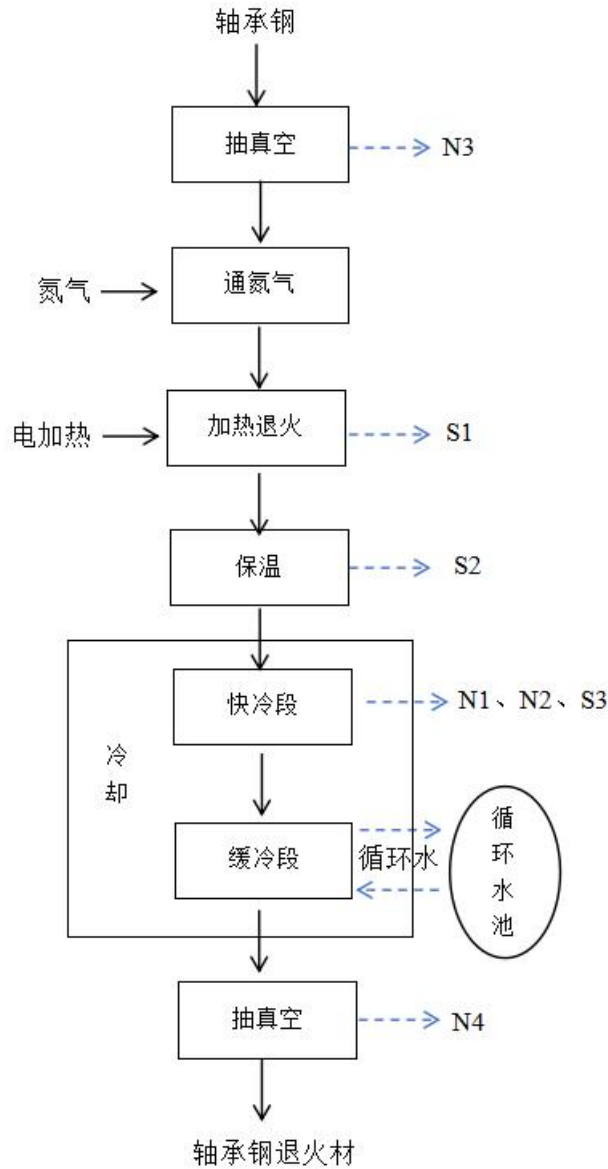 轴承钢
抽真空
N3
氮气
通氮气
电加热
加热退火
S1
保温
S2
快冷段
N1、N2、S3
冷
却
缓冷段
循环水
循
环
水
池
抽真空
N4
轴承钢退火材